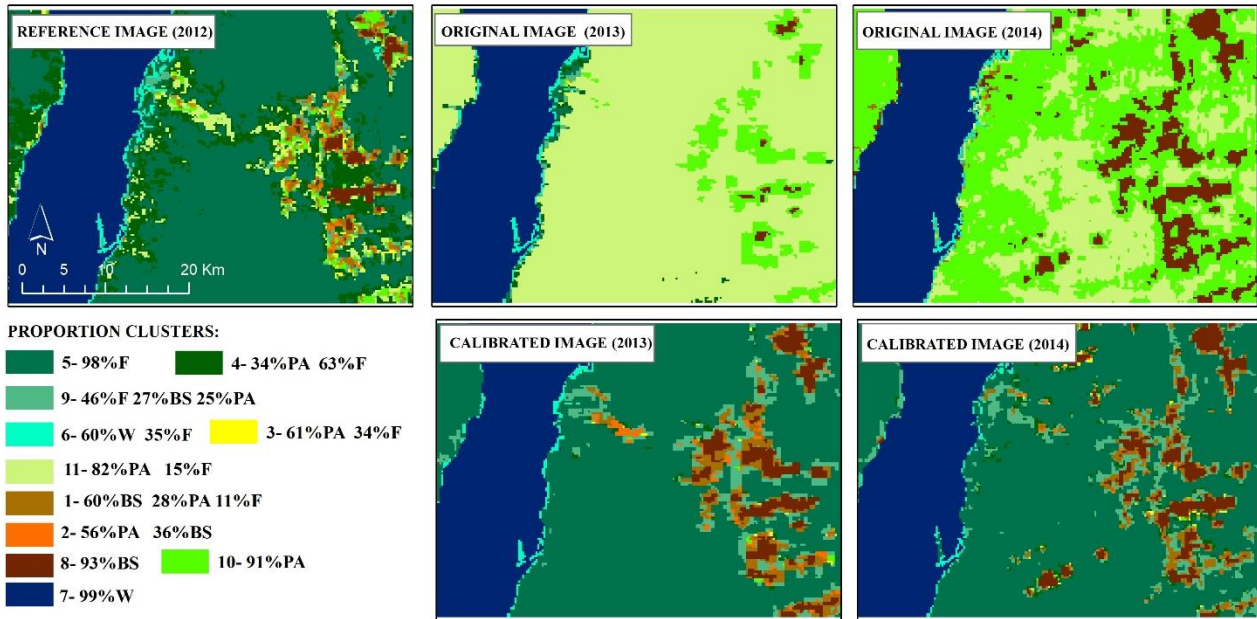 REFERENCE IMAGE (2012)
ORIGINAL IMAGE (2013)
ORIGINAL IMAGE (2014)
N
0 5 10 20 Km
PROPORTION CLUSTERS:
5- 98%F
4- 34%PA 63%F
9- 46%F 27%BS 25%PA
6- 60%W 35%F
3- 61%PA 34%F
11- 82%PA 15%F
1- 60%BS 28%PA 11%F
2- 56%PA 36%BS
8- 93%BS
10- 91%PA
7- 99%W
CALIBRATED IMAGE (2013)
CALIBRATED IMAGE (2014)